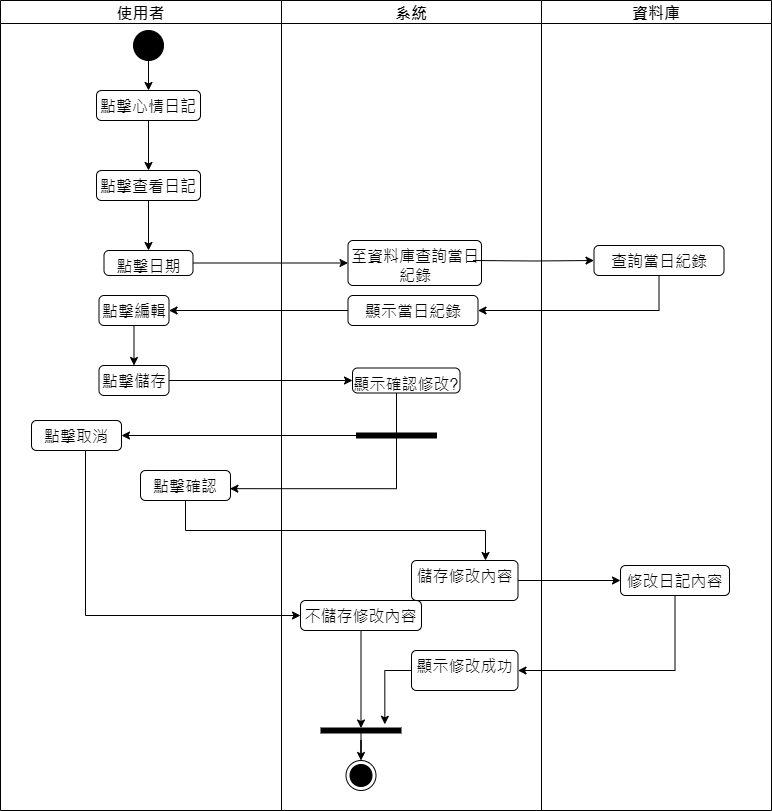 使用者
系統
資料庫
點擊心情日記
點擊查看日記
點擊日期
至資料庫查詢當日
紀錄
查詢當日紀錄
點擊編輯
顯示當日紀錄
點擊儲存
顯示確認修改?
點擊取消
點擊確認
儲存修改內容
修改日記內容
不儲存修改內容
顯示修改成功